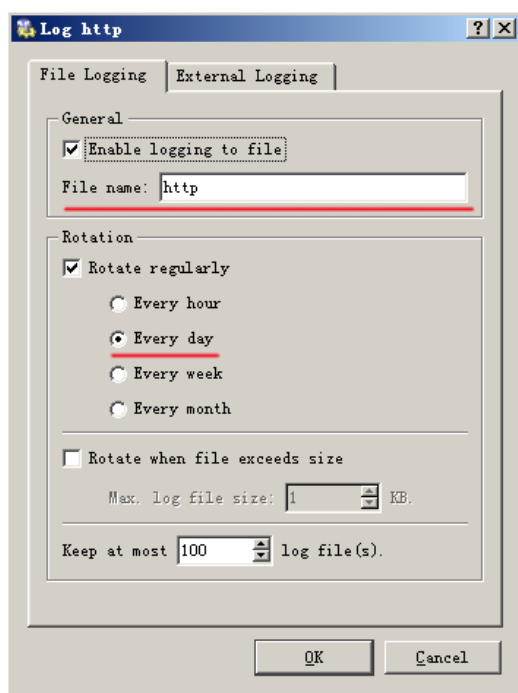 Log http
File Logging External Logging
General
Enable logging to file
File name: http
Rotation
Rotate regularly
Every hour
Every day
Every week
Every month
Rotate when file exceeds size
Max. log file size: 1 KB.
Keep at most 100 log file(s).
OK Cancel